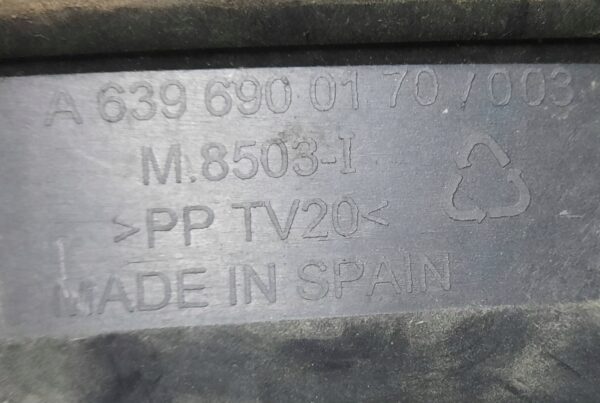 A 639 690 01 70 /003
M.8503-I
>PP TV20<
MADE IN SPAIN